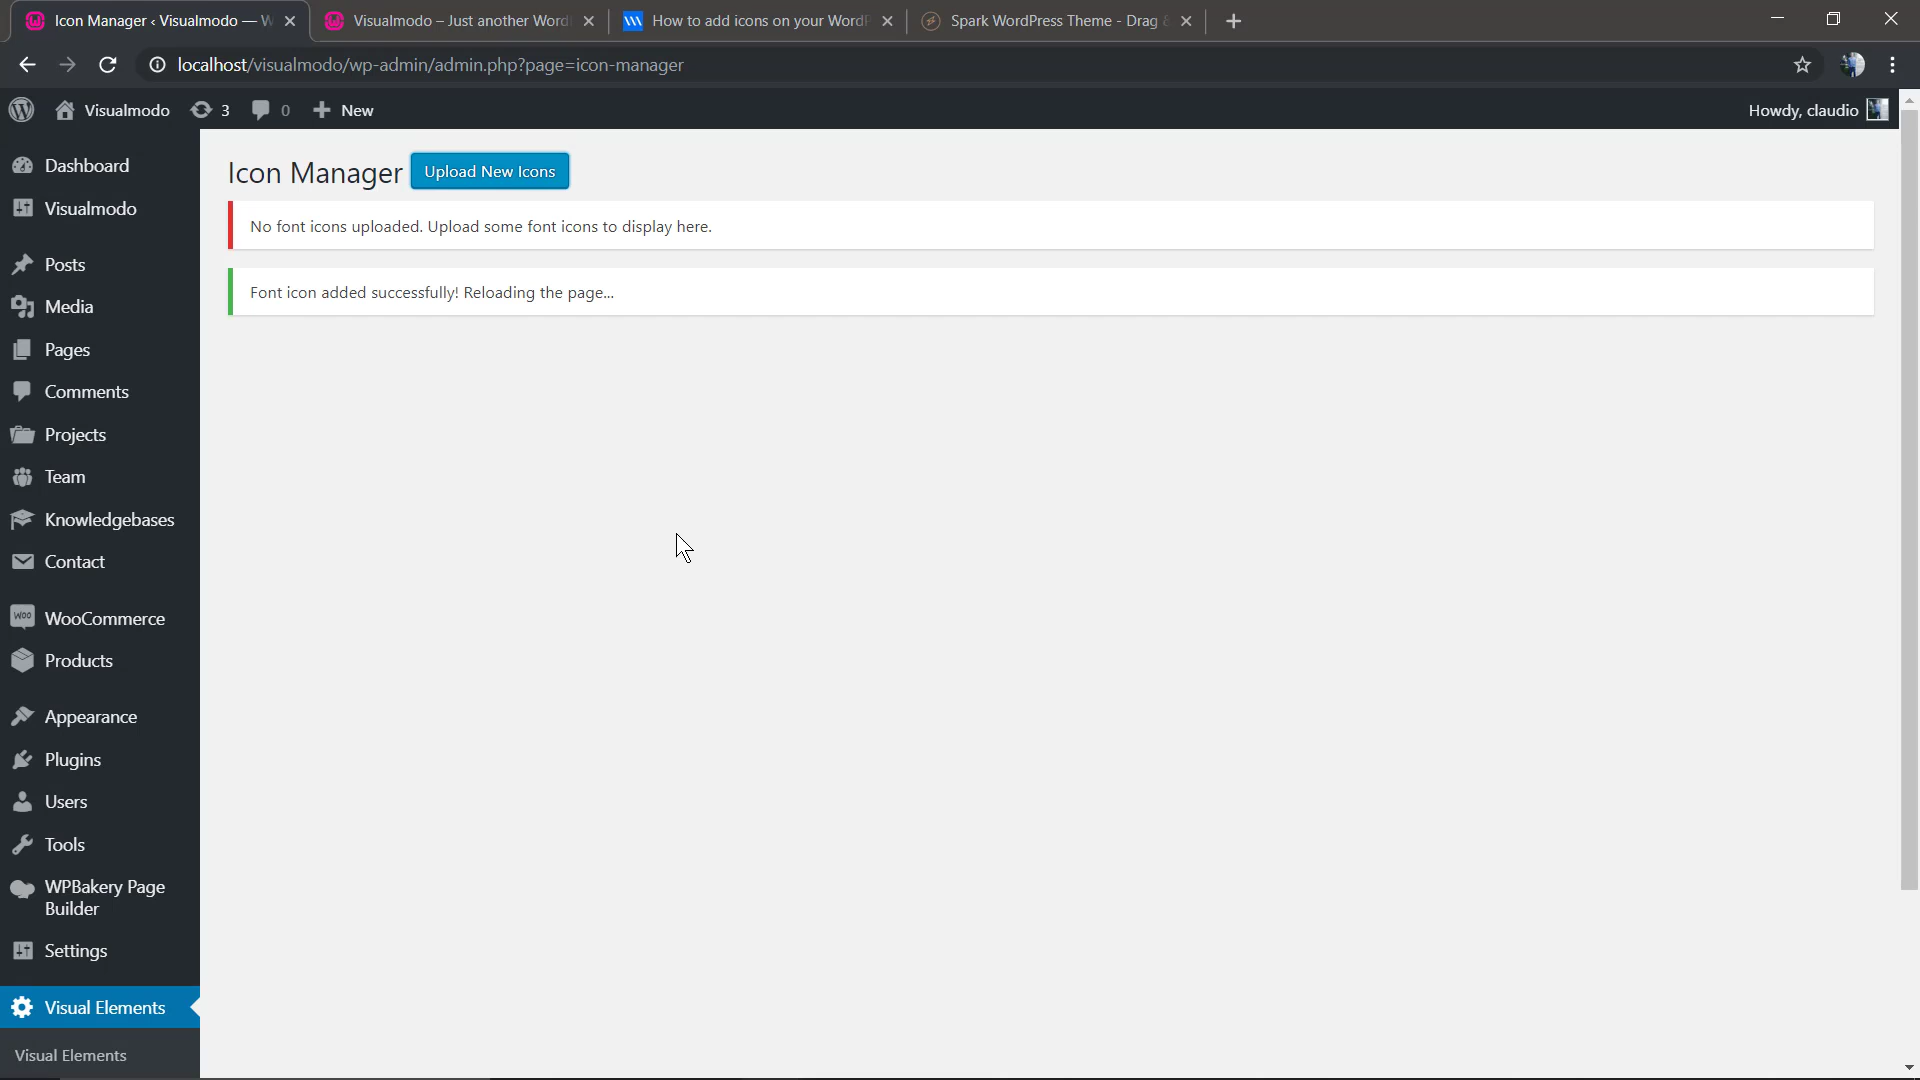 Icon Manager ‹ Visualmodo — W
Visualmodo – Just another Word
How to add icons on your WordP
Spark WordPress Theme - Drag &
localhost/visualmodo/wp-admin/admin.php?page=icon-manager
Visualmodo
3
0
New
Howdy, claudio
Dashboard
Visualmodo
Posts
Media
Pages
Comments
Projects
Team
Knowledgebases
Contact
WOO
WooCommerce
Products
Appearance
Plugins
Users
Tools
WPBakery Page
Builder
Settings
Visual Elements
Visual Elements
Icon Manager
Upload New Icons
No font icons uploaded. Upload some font icons to display here.
Font icon added successfully! Reloading the page...